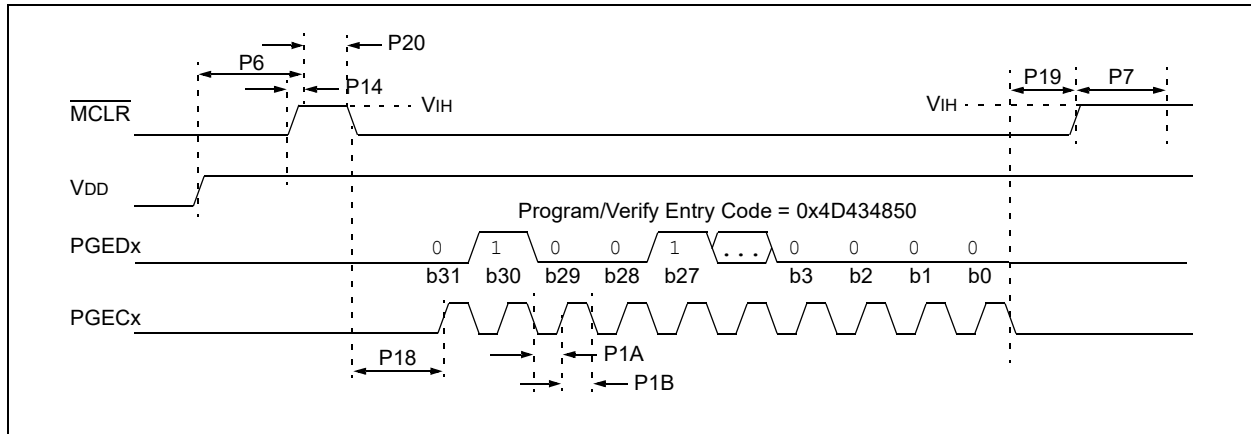 P20
P6
P14
P19
P7
MCLR
VIH
VIH
VDD
Program/Verify Entry Code = 0x4D434850
PGEDx
0 1 0 0 1 ... 0 0 0 0
b31 b30 b29 b28 b27 b3 b2 b1 b0
PGECx
P18
P1A
P1B